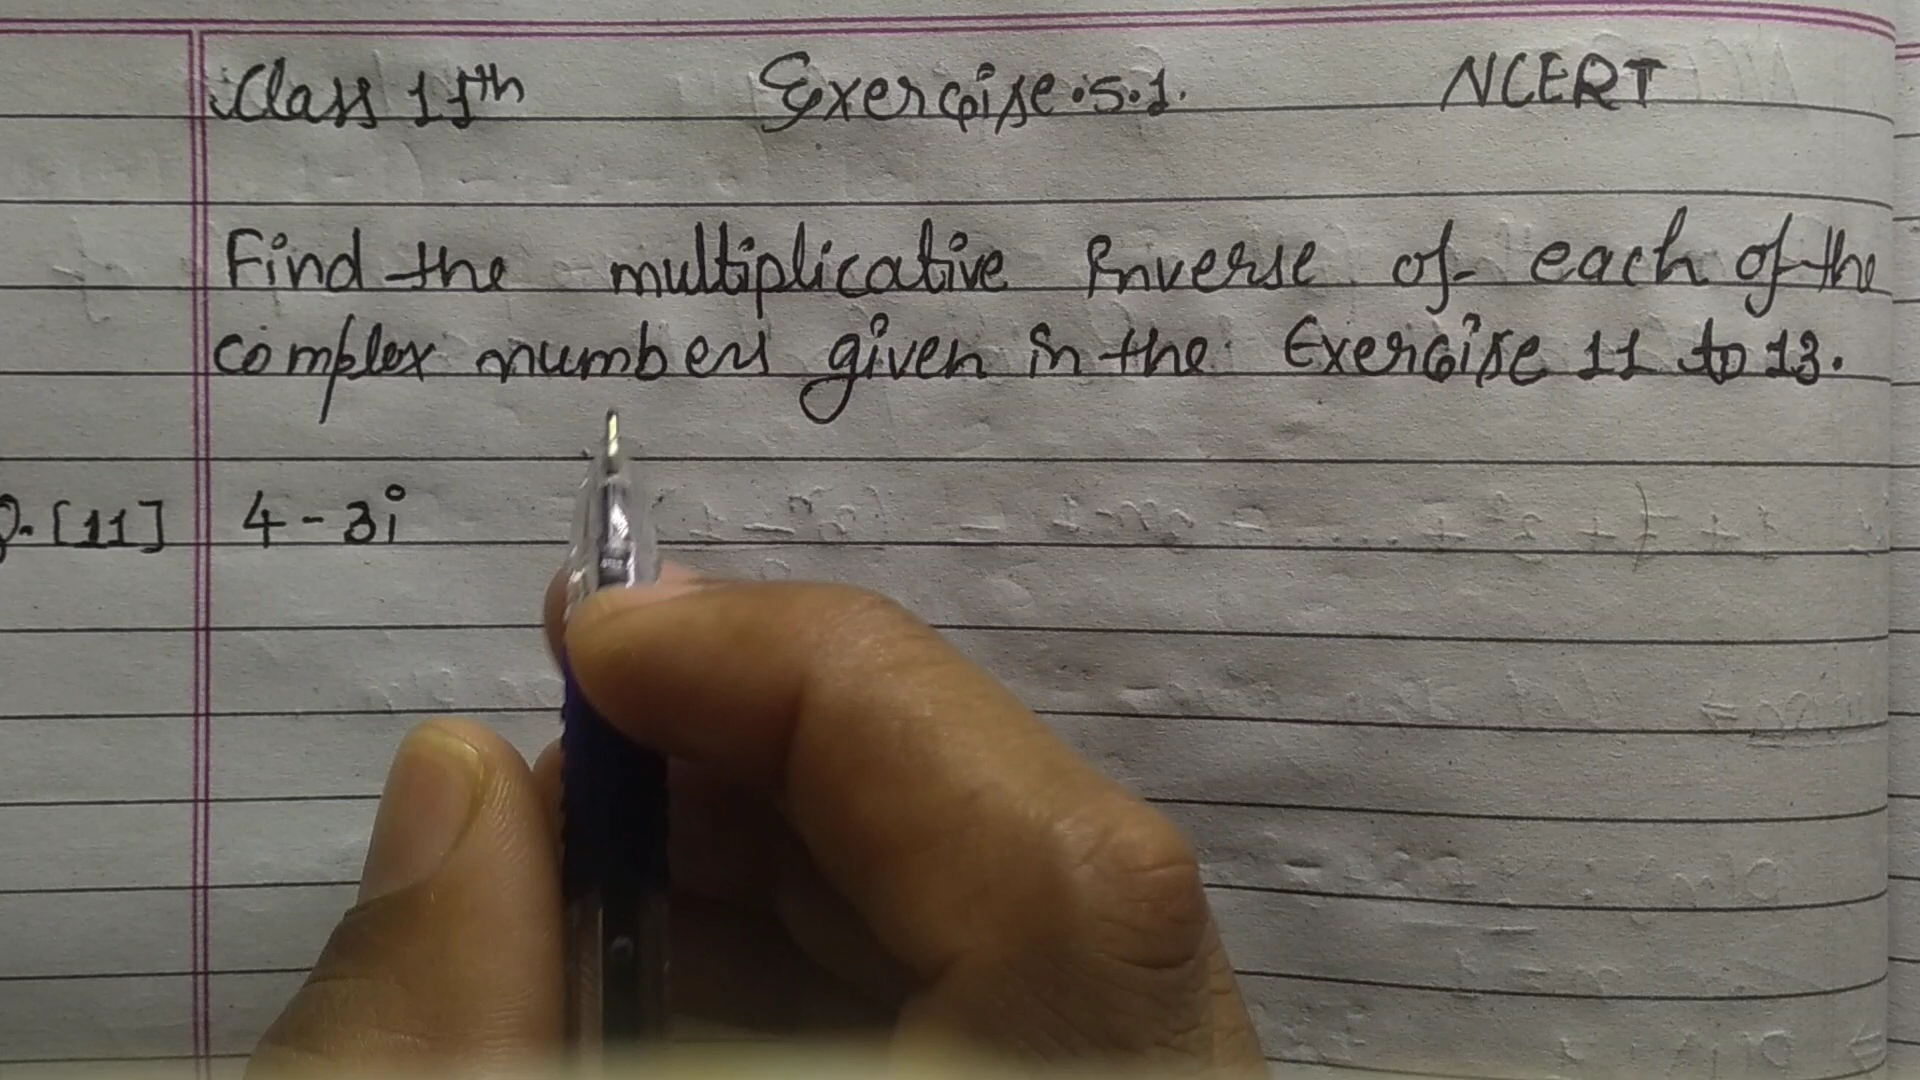 Class 11th Exercise.5.1. NCERT
Find the multiplicative inverse of each of the
complex numbers given in the Exercise 11 to 13.
Q.[11] 4-3i